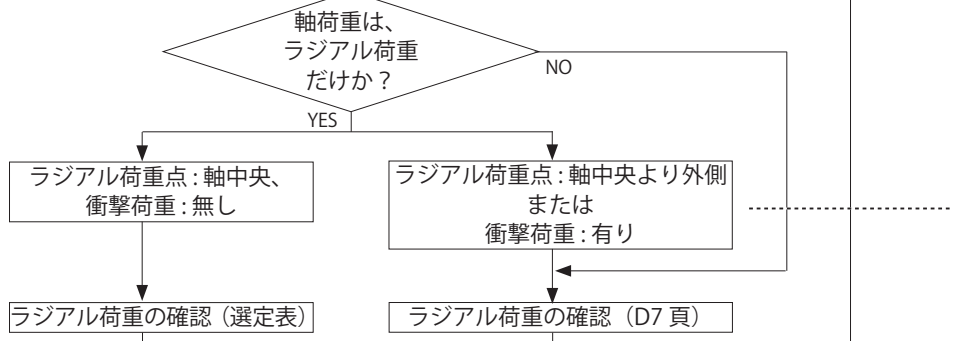 軸荷重は、
ラジアル荷重
だけか？
NO
YES
ラジアル荷重点 : 軸中央、
衝撃荷重 : 無し
ラジアル荷重点 : 軸中央より外側
または
衝撃荷重 : 有り
ラジアル荷重の確認（選定表）
ラジアル荷重の確認（D7 頁）